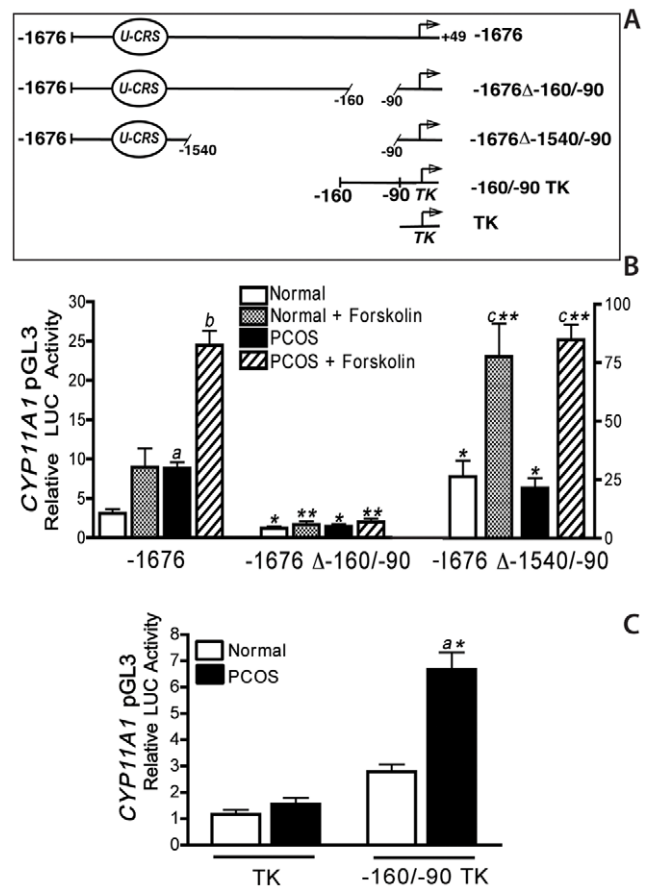 A
-1676 U-CRS +49 -1676
-1676 U-CRS -160 -90 -1676Δ-160/-90
-1676 U-CRS -1540 -90 -1676Δ-1540/-90
-160 -90 TK -160/-90 TK
TK TK
B
CYP11A1 pGL3
Relative LUC Activity
30
25
20
15
10
5
0
Normal
Normal + Forskolin
PCOS
PCOS + Forskolin
a
b
* ** * **
* c** * c**
100
75
50
25
0
-1676 -1676 Δ-160/-90 -1676 Δ-1540/-90
C
CYP11A1 pGL3
Relative LUC Activity
8
7
6
5
4
3
2
1
0
Normal
PCOS
a*
TK -160/-90 TK